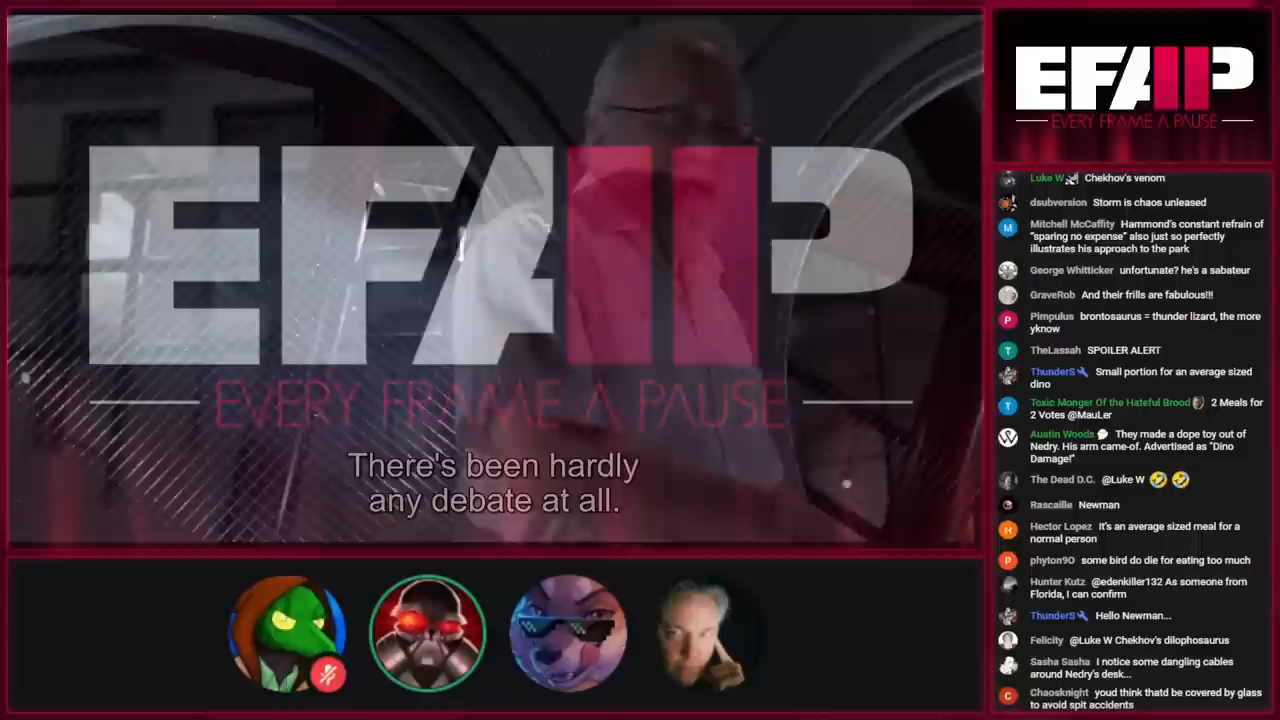 EFAP
EVERY FRAME A PAUSE
There's been hardly
any debate at all.
EFAP
EVERY FRAME A PAUSE
Luke W Chekhov's venom
dsubversion Storm is chaos unleased
Mitchell McCaffity Hammond's constant refrain of
"sparing no expense" also just so perfectly
illustrates his approach to the park
George Whitticker unfortunate? he's a sabateur
GraveRob And their frills are fabulous!!!
P
Pimpulus brontosaurus = thunder lizard, the more
yknow
T
TheLassah SPOILER ALERT
ThunderS Small portion for an average sized
dino
T
Toxic Monger Of the Hateful Brood 2 Meals for
2 Votes @MauLer
Austin Woods They made a dope toy out of
Nedry. His arm came-of. Advertised as "Dino
Damage!"
The Dead D.C. @Luke W
Rascaille Newman
H
Hector Lopez It's an average sized meal for a
normal person
P
phyton90 some bird do die for eating too much
Hunter Kutz @edenkiller132 As someone from
Florida, I can confirm
ThunderS Hello Newman...
Felicity @Luke W Chekhov's dilophosaurus
Sasha Sasha I notice some dangling cables
around Nedry's desk...
C
Chaosknight youd think thatd be covered by glass
to avoid spit accidents